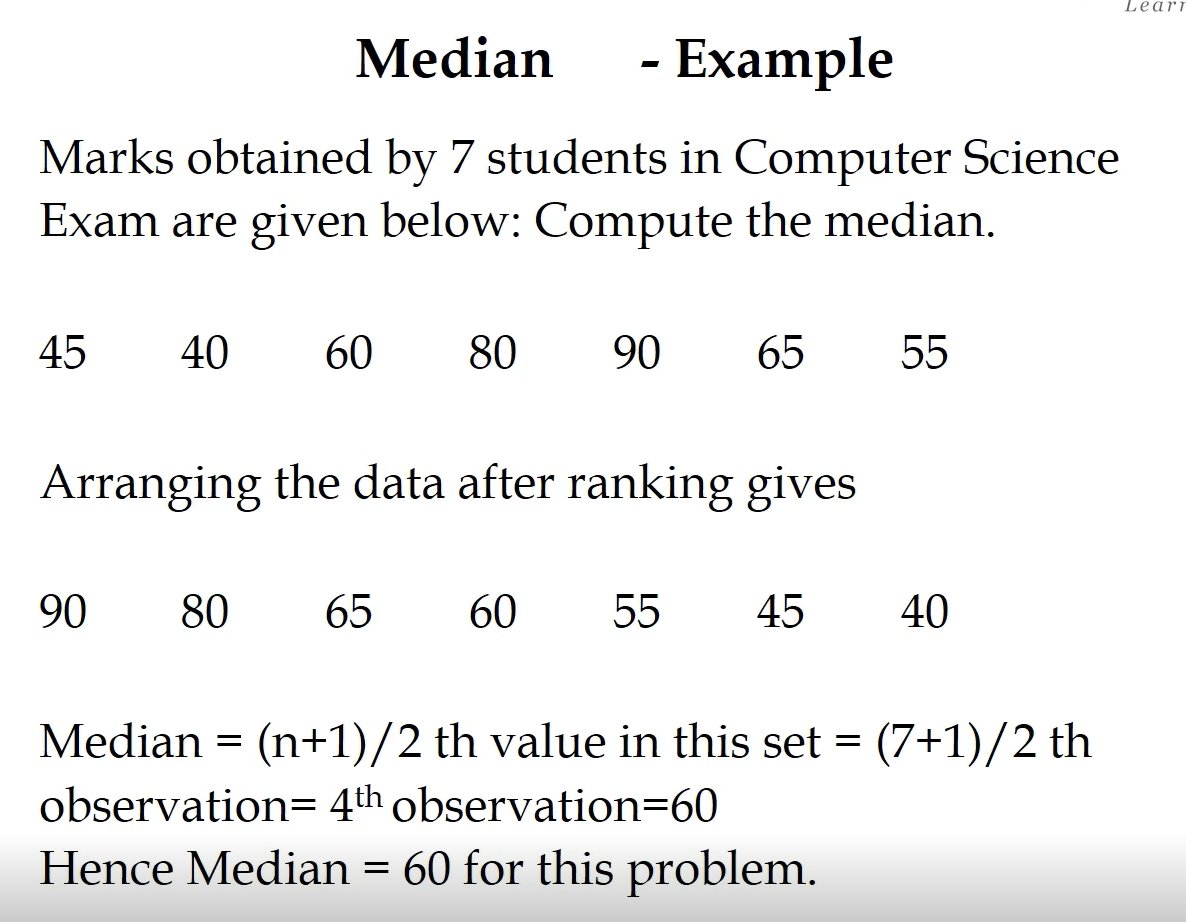 Median - Example
Marks obtained by 7 students in Computer Science
Exam are given below: Compute the median.
45 40 60 80 90 65 55
Arranging the data after ranking gives
90 80 65 60 55 45 40
Median = (n+1)/2 th value in this set = (7+1)/2 th
observation= 4th observation=60
Hence Median = 60 for this problem.